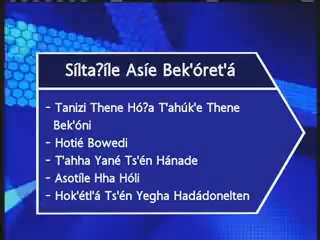 Sílta?íle Asíe Bek'óret'á
- Tanizi Thene Hó?a T'ahúk'e Thene
Bek'óni
- Hotié Bowedi
- T'ahha Yané Ts'én Hánade
- Asotíle Hha Hóli
- Hok'étl'á Ts'én Yegha Hadádonelten